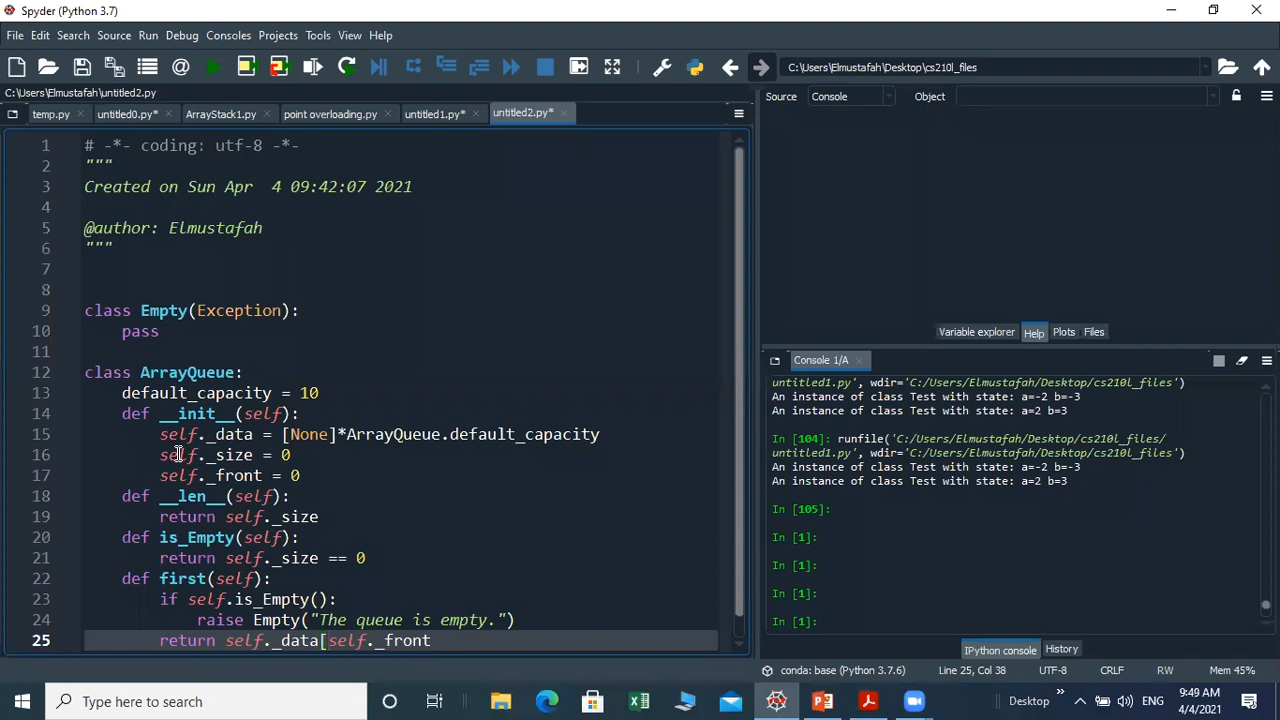 Spyder (Python 3.7)
File Edit Search Source Run Debug Consoles Projects Tools View Help
C:\Users\Elmustafah\Desktop\cs210l_files
C:\Users\Elmustafah\untitled2.py
temp.py untitled0.py* ArrayStack1.py point overloading.py untitled1.py* untitled2.py*
1 # -*- coding: utf-8 -*-
2 """
3 Created on Sun Apr  4 09:42:07 2021
4
5 @author: Elmustafah
6 """
7
8
9 class Empty(Exception):
10     pass
11
12 class ArrayQueue:
13     default_capacity = 10
14     def __init__(self):
15         self._data = [None]*ArrayQueue.default_capacity
16         self._size = 0
17         self._front = 0
18     def __len__(self):
19         return self._size
20     def is_Empty(self):
21         return self._size == 0
22     def first(self):
23         if self.is_Empty():
24             raise Empty("The queue is empty.")
25         return self._data[self._front
Source Console Object
Variable explorer Help Plots Files
Console 1/A
untitled1.py', wdir='C:/Users/Elmustafah/Desktop/cs210l_files')
An instance of class Test with state: a=-2 b=-3
An instance of class Test with state: a=2 b=3
In [104]: runfile('C:/Users/Elmustafah/Desktop/cs210l_files/
untitled1.py', wdir='C:/Users/Elmustafah/Desktop/cs210l_files')
An instance of class Test with state: a=-2 b=-3
An instance of class Test with state: a=2 b=3
In [105]:
In [1]:
In [1]:
In [1]:
In [1]:
IPython console History
conda: base (Python 3.7.6) Line 25, Col 38 UTF-8 CRLF RW Mem 45%
Type here to search
Desktop ENG 9:49 AM
4/4/2021